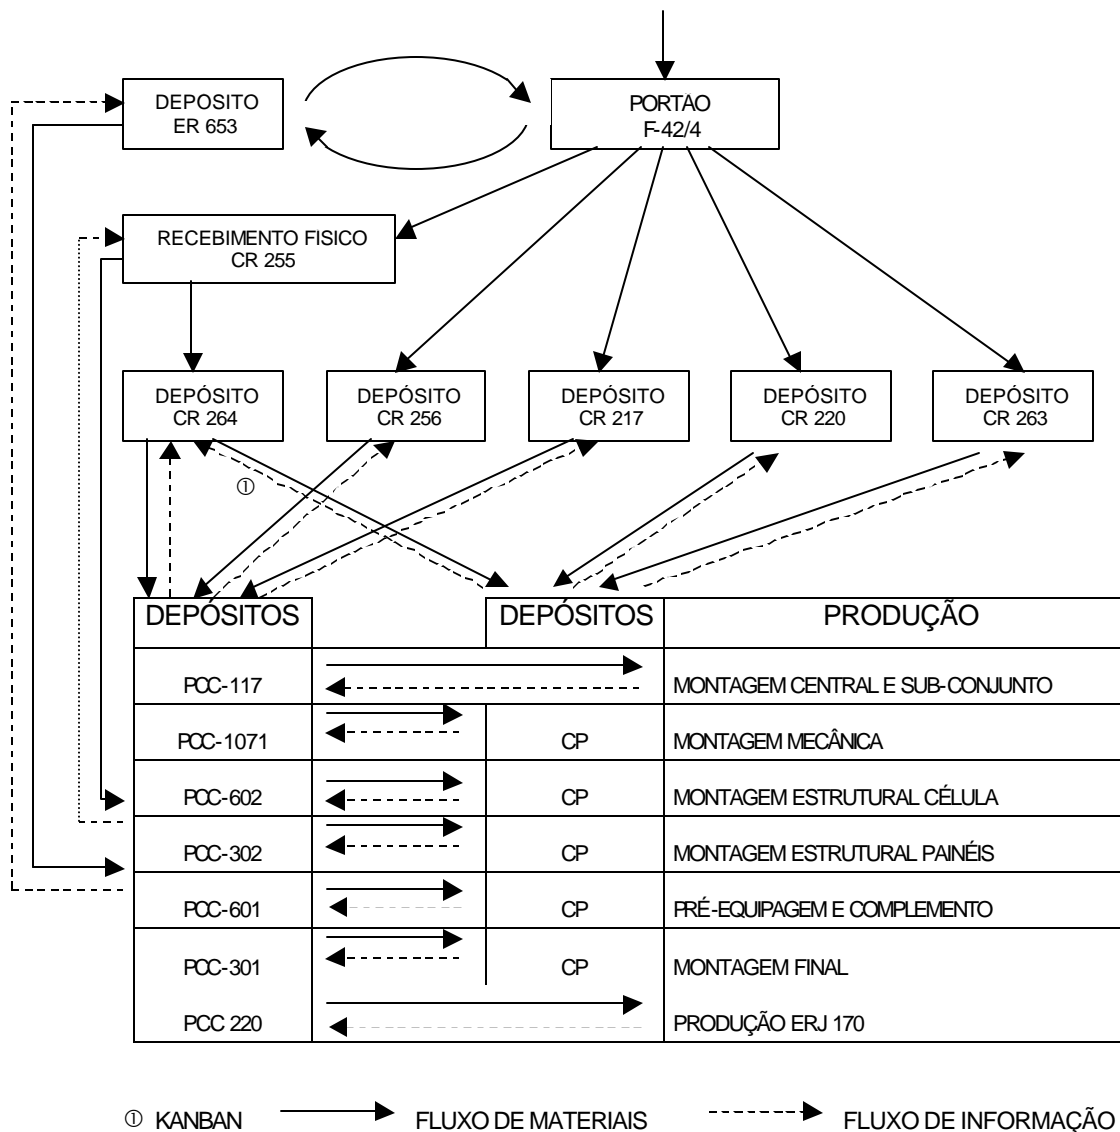 DEPOSITO
ER 653
PORTAO
F-42/4
RECEBIMENTO FISICO
CR 255
DEPÓSITO
CR 264
DEPÓSITO
CR 256
DEPÓSITO
CR 217
DEPÓSITO
CR 220
DEPÓSITO
CR 263
①
DEPÓSITOS DEPÓSITOS PRODUÇÃO
PCC-117 MONTAGEM CENTRAL E SUB-CONJUNTO
PCC-1071 CP MONTAGEM MECÂNICA
PCC-602 CP MONTAGEM ESTRUTURAL CÉLULA
PCC-302 CP MONTAGEM ESTRUTURAL PAINÉIS
PCC-601 CP PRÉ-EQUIPAGEM E COMPLEMENTO
PCC-301 CP MONTAGEM FINAL
PCC 220 PRODUÇÃO ERJ 170
① KANBAN FLUXO DE MATERIAIS FLUXO DE INFORMAÇÃO